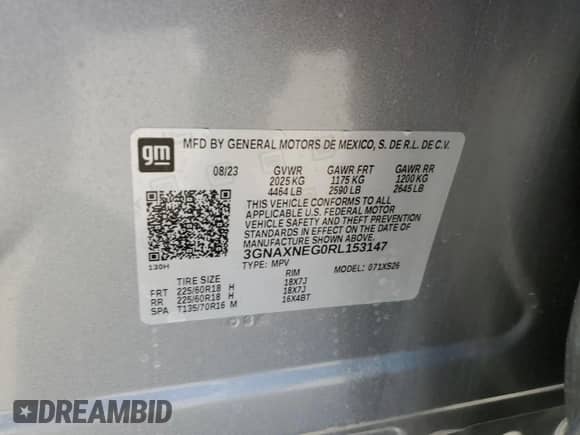 gm
MFD BY GENERAL MOTORS DE MEXICO, S. DE R.L. DE C.V.
08/23 GVWR GAWR FRT GAWR RR
2025 KG 1175 KG 1200 KG
4464 LB 2590 LB 2645 LB
THIS VEHICLE CONFORMS TO ALL
APPLICABLE U.S. FEDERAL MOTOR
VEHICLE SAFETY AND THEFT PREVENTION
STANDARDS IN EFFECT ON THE DATE OF
MANUFACTURE SHOWN ABOVE.
3GNAXNEG0RL153147
130H TYPE: MPV MODEL: 071XS26
TIRE SIZE RIM
FRT 225/60R18 H 18X7J
RR 225/60R18 H 18X7J
SPA T135/70R16 M 16X4BT
DREAMBID